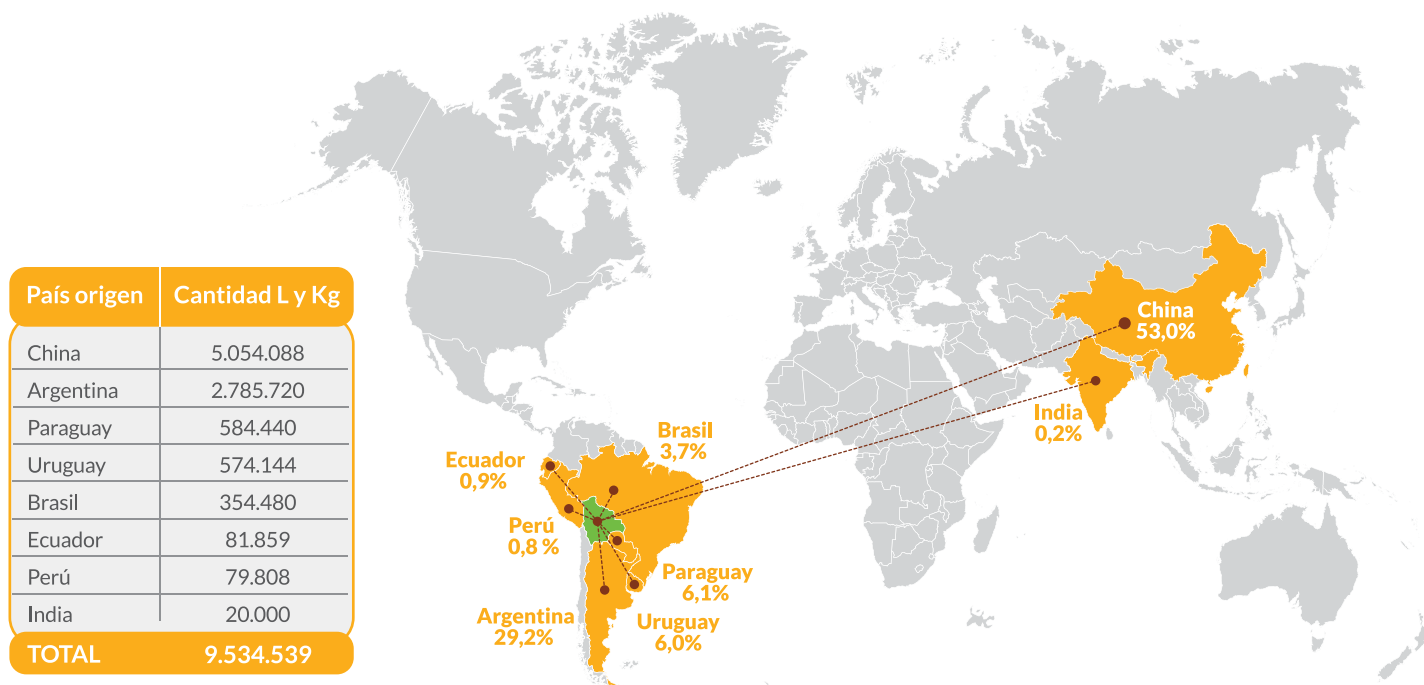 País origen Cantidad L y Kg
China 5.054.088
Argentina 2.785.720
Paraguay 584.440
Uruguay 574.144
Brasil 354.480
Ecuador 81.859
Perú 79.808
India 20.000
TOTAL 9.534.539
China
53,0%
India
0,2%
Brasil
3,7%
Ecuador
0,9%
Perú
0,8 %
Paraguay
6,1%
Argentina
29,2%
Uruguay
6,0%